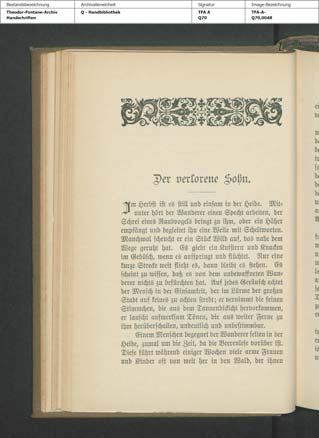 Bestandsbezeichnung Archivalieneinheit Signatur Image-Bezeichnung
Theodor-Fontane-Archiv Q - Handbibliothek TFA A TFA-A-
Handschriften Q70 Q70,0048
Der verlorene Sohn.
Im Herbst ist es still und einsam in der Heide. Mit-
unter hört der Wanderer einen Specht arbeiten, der
Schrei eines Raubvogels dringt zu ihm, oder ein Häher
empfängt und begleitet ihn eine Weile mit Scheltworten.
Manchmal scheucht er ein Stück Wild auf, das nahe dem
Wege geruht hat. Es giebt ein Knistern und Knacken
im Gebüsch, wenn es aufspringt und flüchtet. Nur eine
kurze Strecke weit flieht es, dann bleibt es stehen. Es
scheint zu wissen, daß es von dem unbewaffneten Wan-
derer nichts zu befürchten hat. Auf jedes Geräusch achtet
der Mensch in der Einsamkeit, der im Lärme der großen
Stadt auf keines zu achten strebt; er vernimmt die feinen
Stimmchen, die aus dem Tannendickicht hervorkommen,
er lauscht aufmerksam Tönen, die aus weiter Ferne zu
ihm herüberschallen, undeutlich und unbestimmbar.
Einem Menschen begegnet der Wanderer selten in der
Heide, zumal um die Zeit, da die Beerenlese vorüber ist.
Diese führt während einiger Wochen viele arme Frauen
und Kinder oft von weit her in den Wald, der ihnen